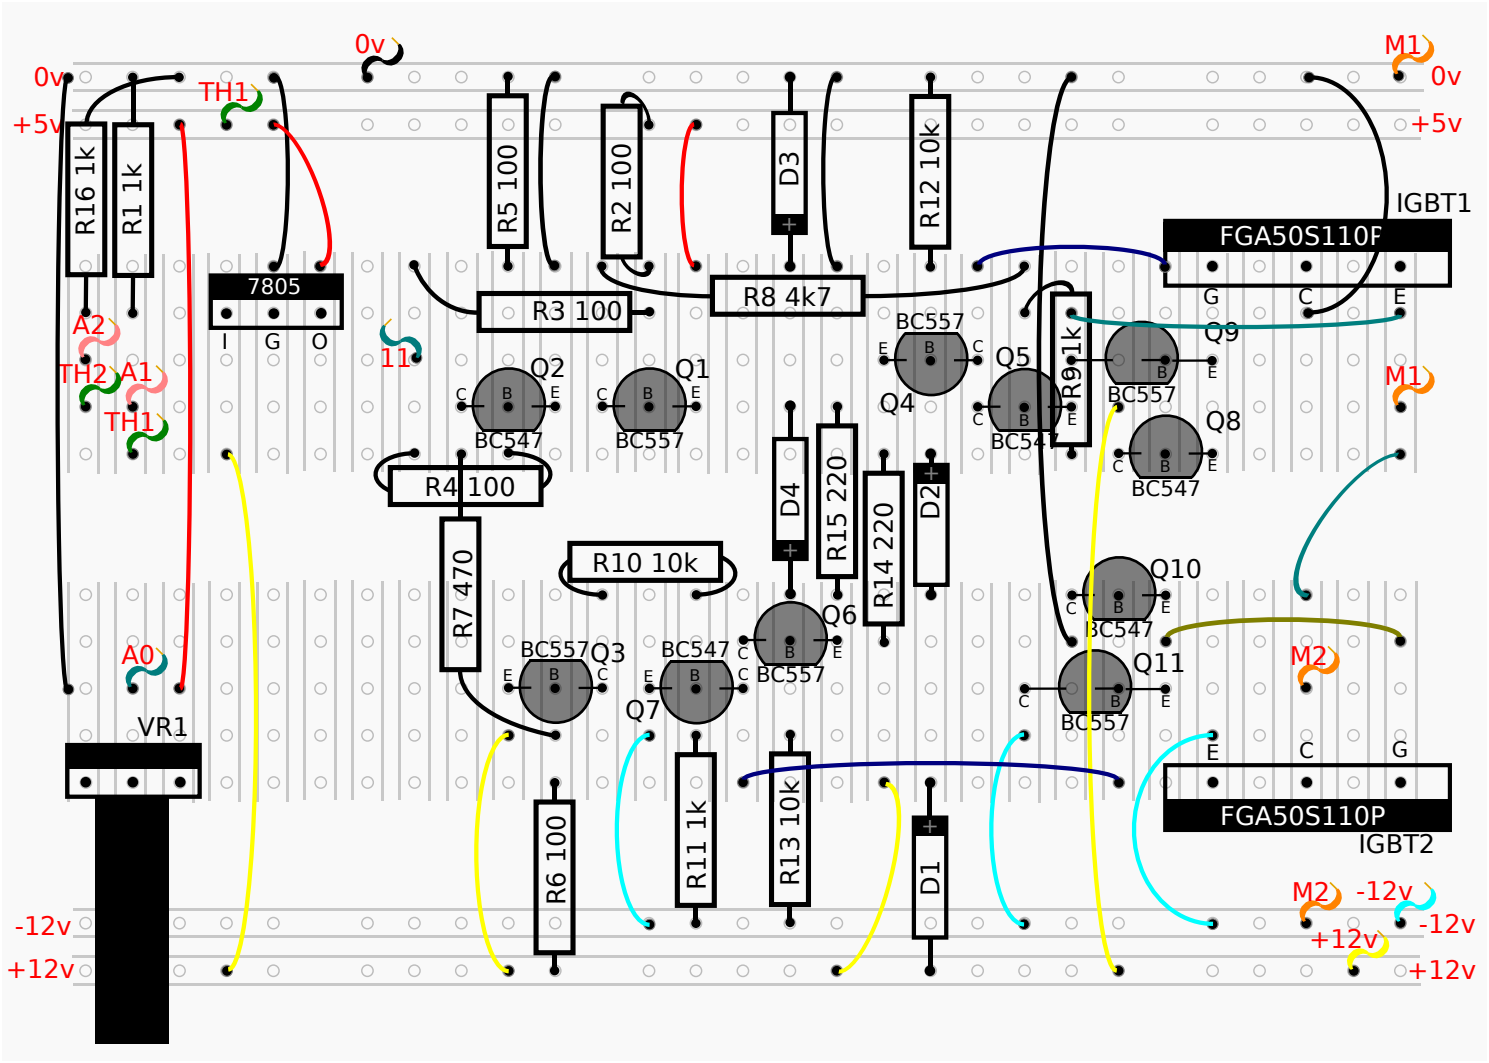 0v
M1
0v
0v
TH1
+5v
+5v
R16 1k
R1 1k
R5 100
R2 100
D3
+
R12 10k
IGBT1
FGA50S110P
7805
R8 4k7
R3 100
G
C
E
I
G
O
A2
11
BC557
Q9
R9 1k
E
B
C
Q5
B
E
BC557
TH2
A1
Q2
Q1
Q4
M1
C
B
E
C
B
E
C
B
E
TH1
BC547
BC557
BC547
Q8
C
B
E
BC547
R4 100
D4
+
R15 220
R14 220
+
D2
R7 470
R10 10k
Q10
C
B
E
BC547
Q6
C
B
E
BC557
A0
BC557
Q3
E
B
C
BC547
E
B
C
Q7
Q11
C
B
E
BC557
M2
VR1
E
C
G
FGA50S110P
IGBT2
R6 100
R11 1k
R13 10k
+
D1
M2
-12v
-12v
-12v
+12v
+12v
+12v